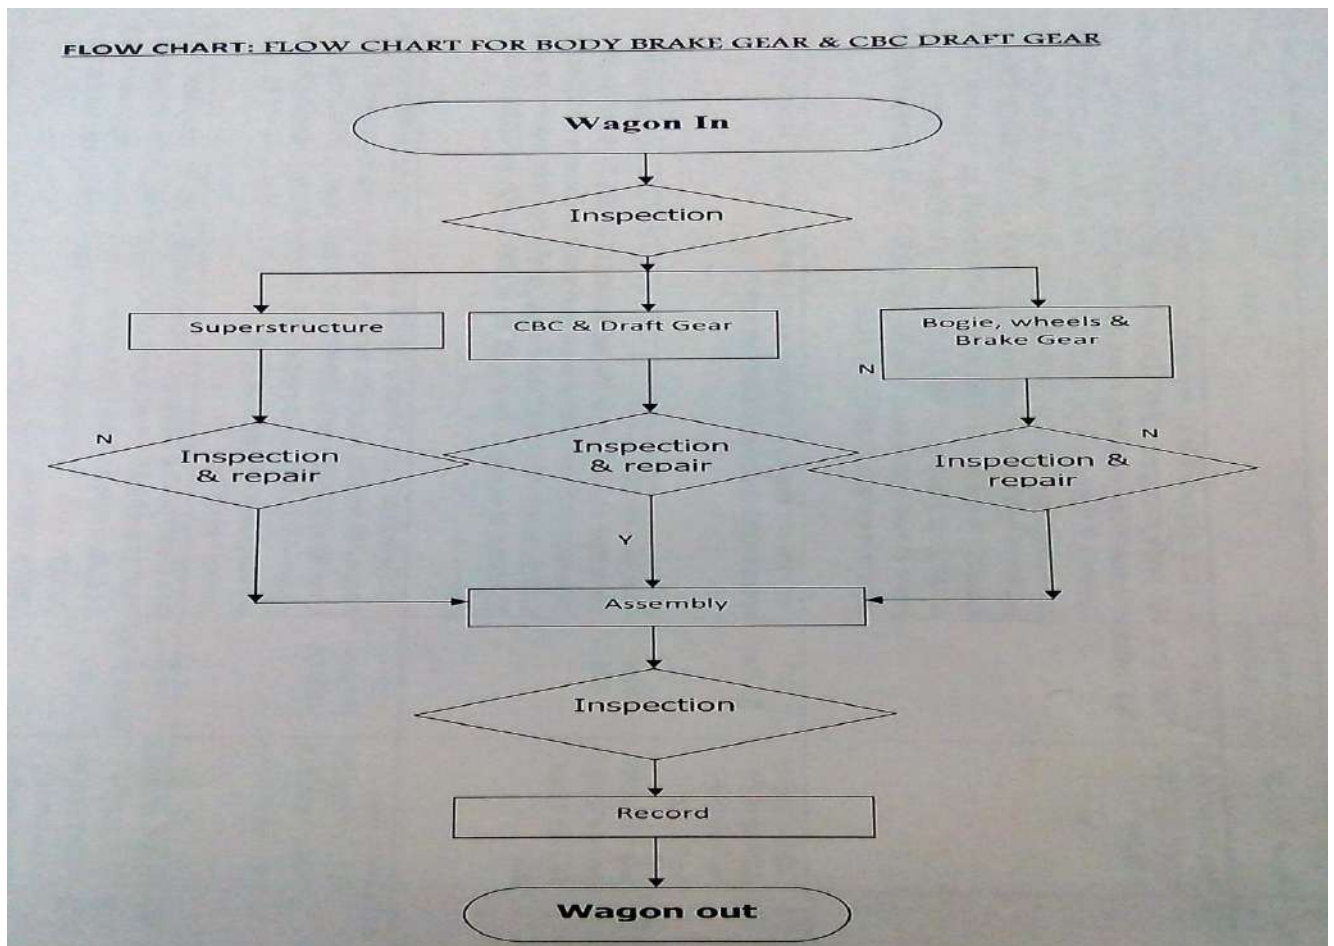 FLOW CHART: FLOW CHART FOR BODY BRAKE GEAR & CBC DRAFT GEAR
Wagon In
Inspection
Superstructure
CBC & Draft Gear
Bogie, wheels &
Brake Gear
N
N
Inspection
& repair
Inspection
& repair
N
Inspection &
repair
Y
Assembly
Inspection
Record
Wagon out